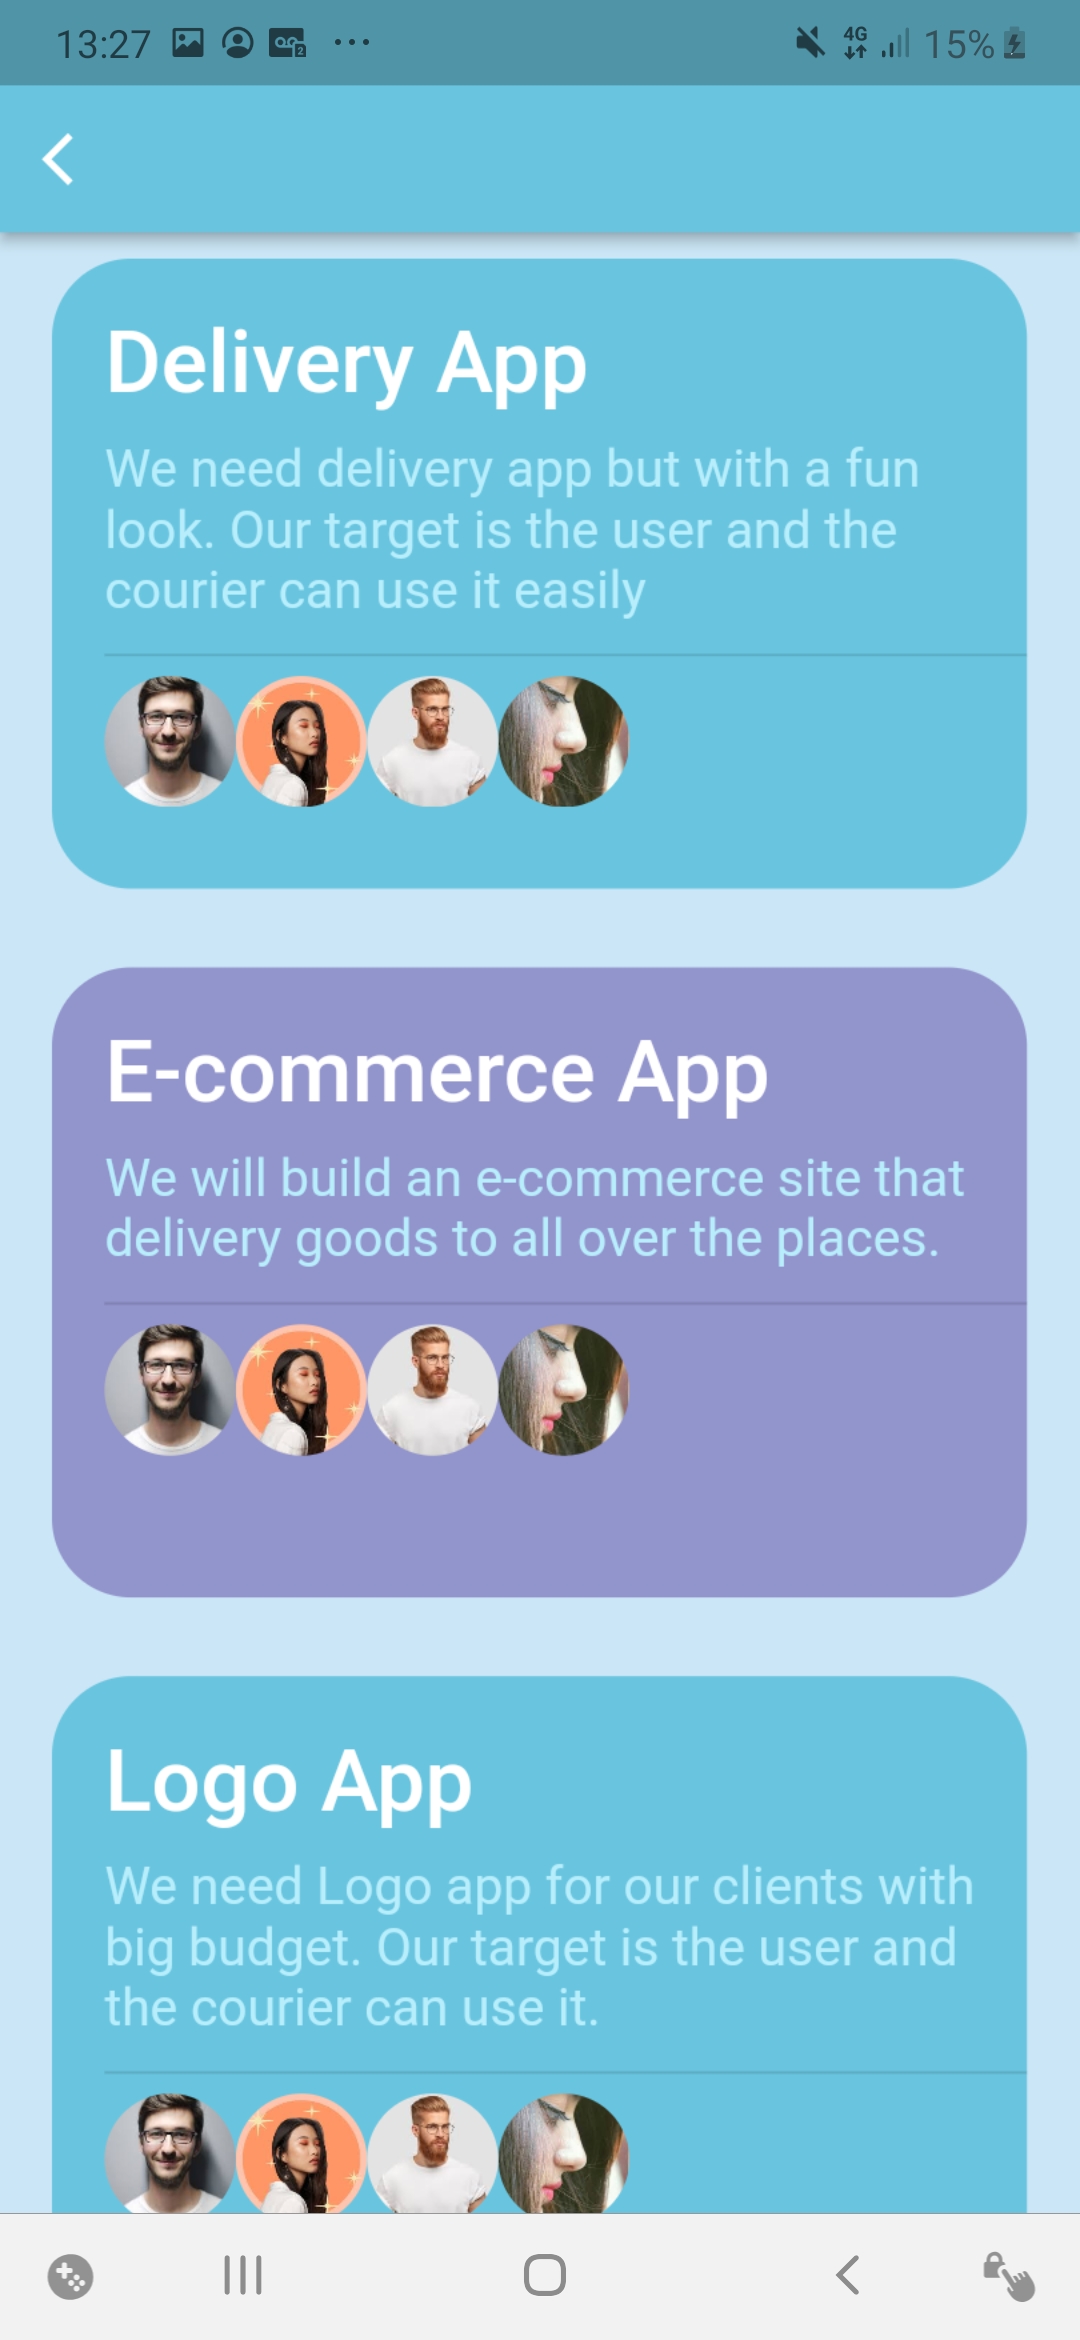 13:27
4G 15%
Delivery App
We need delivery app but with a fun
look. Our target is the user and the
courier can use it easily
E-commerce App
We will build an e-commerce site that
delivery goods to all over the places.
Logo App
We need Logo app for our clients with
big budget. Our target is the user and
the courier can use it.